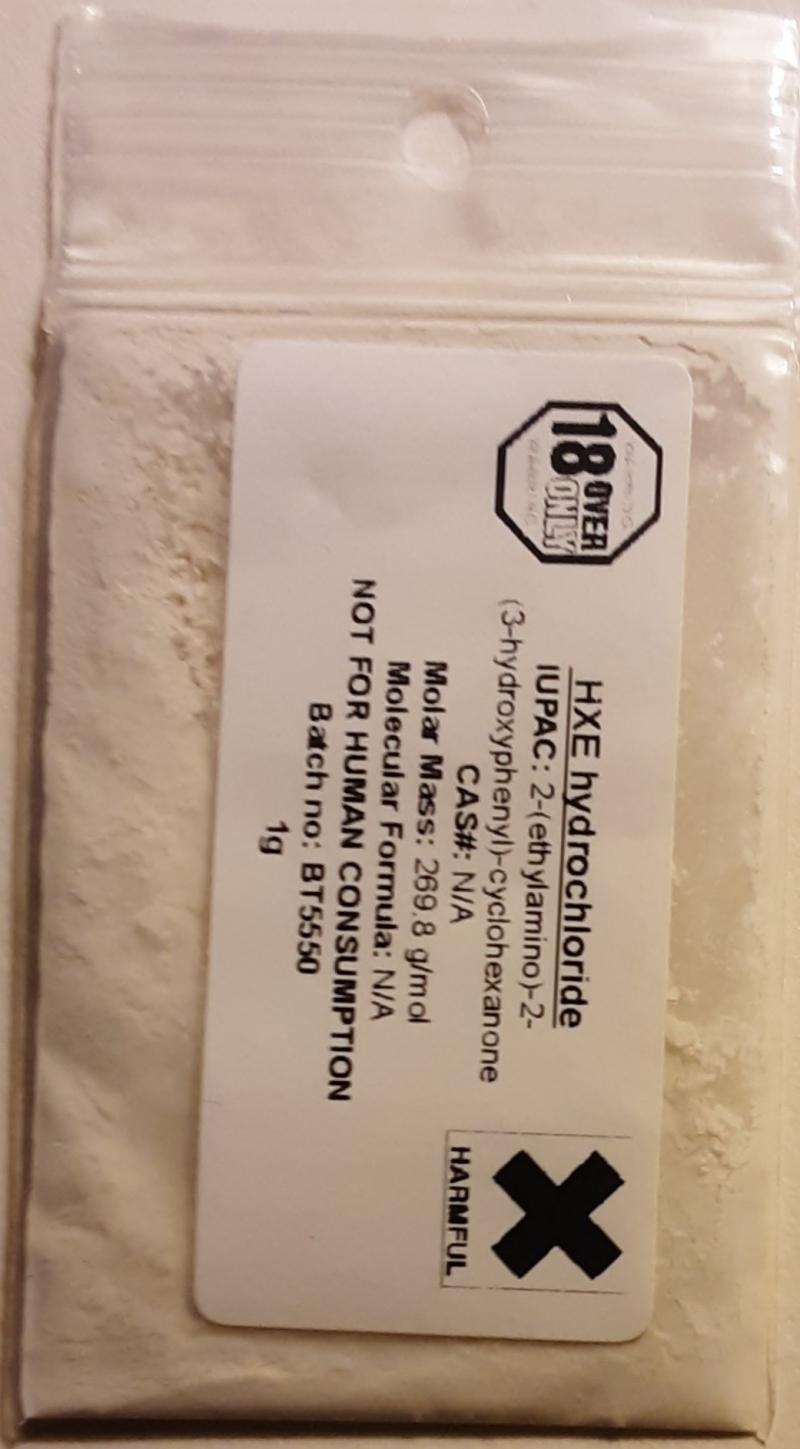 18 OVER
ONLY
HXE hydrochloride
IUPAC: 2-(ethylamino)-2-
(3-hydroxyphenyl)-cyclohexanone
CAS#: N/A
Molar Mass: 269.8 g/mol
Molecular Formula: N/A
NOT FOR HUMAN CONSUMPTION
Batch no: BT5550
1g
HARMFUL